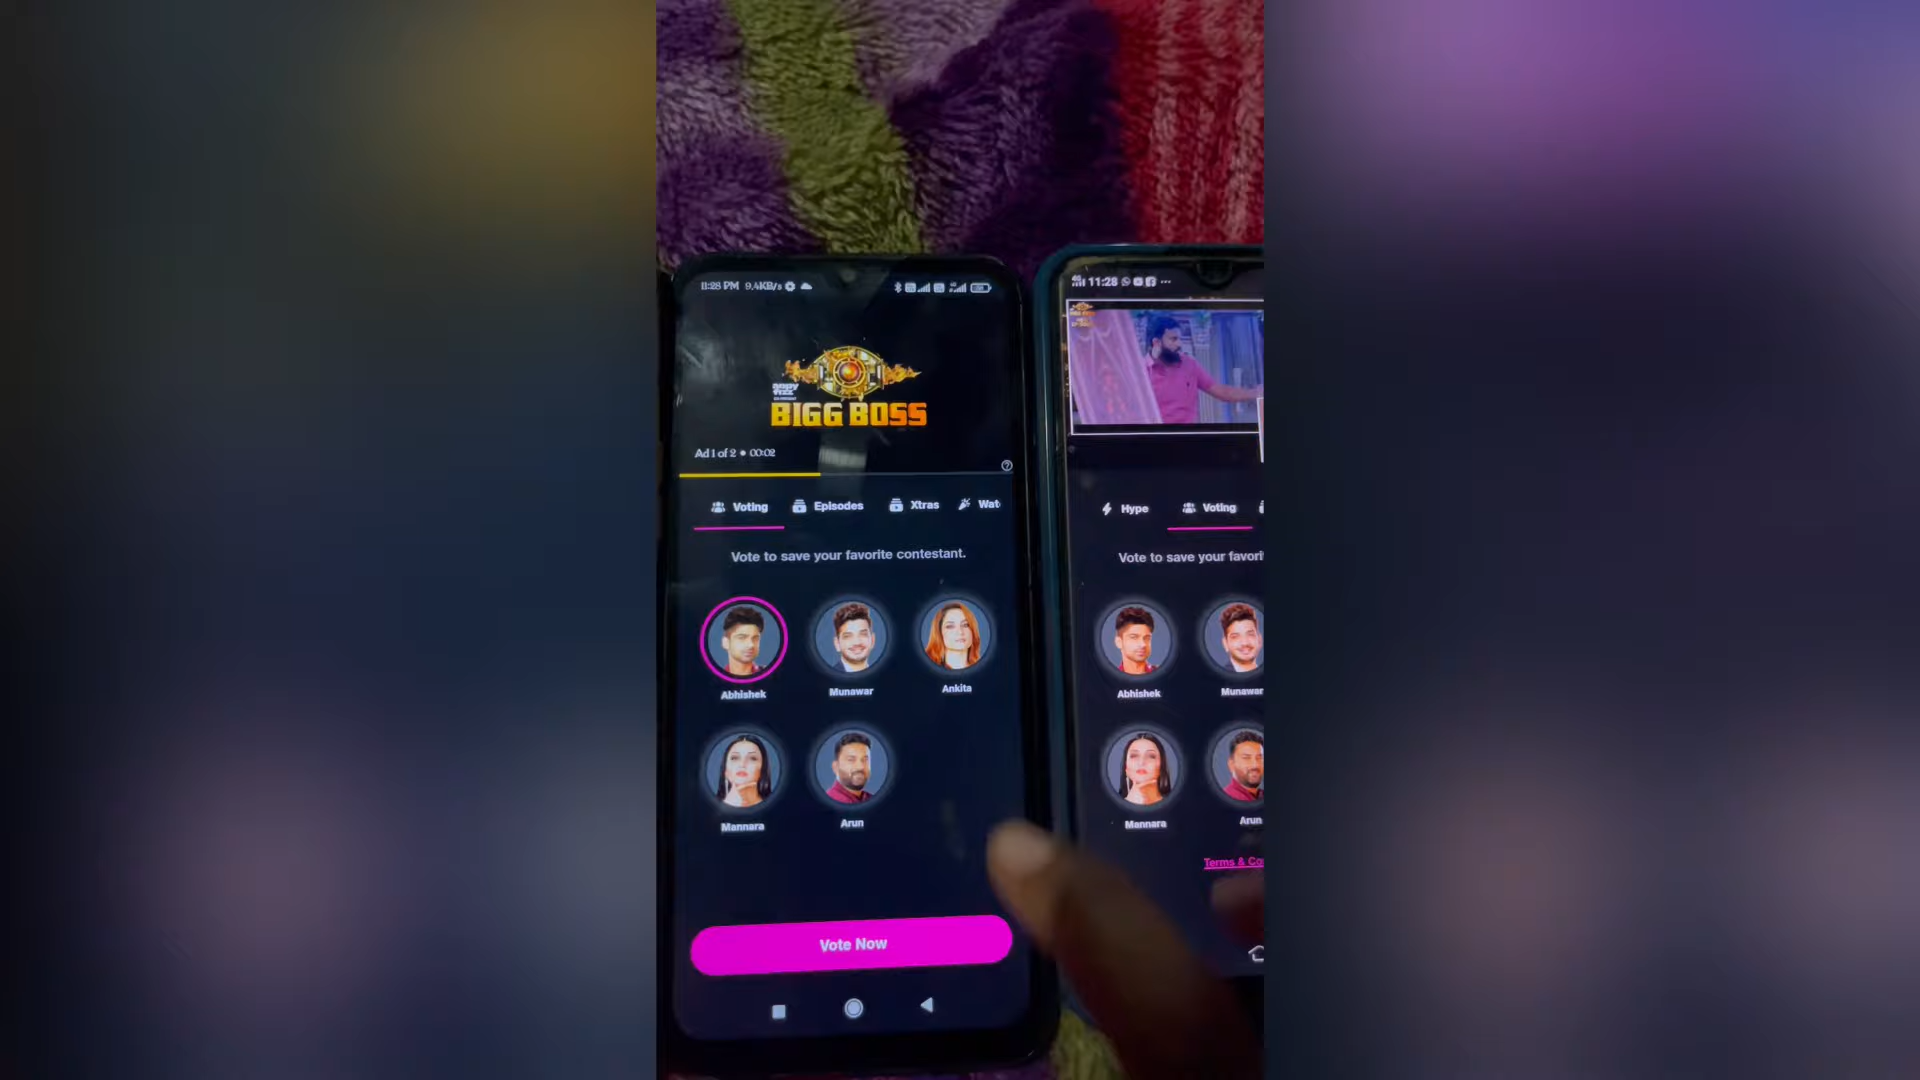 11:28 PM 9.4KB/s
BIGG BOSS
Ad 1 of 2 • 00:02
Voting Episodes Xtras Wat
Vote to save your favorite contestant.
Abhishek Munawar Ankita
Mannara Arun
Vote Now
4G 11:28 ...
Hype Voting
Vote to save your favori
Abhishek Munawar
Mannara Arun
Terms & Co